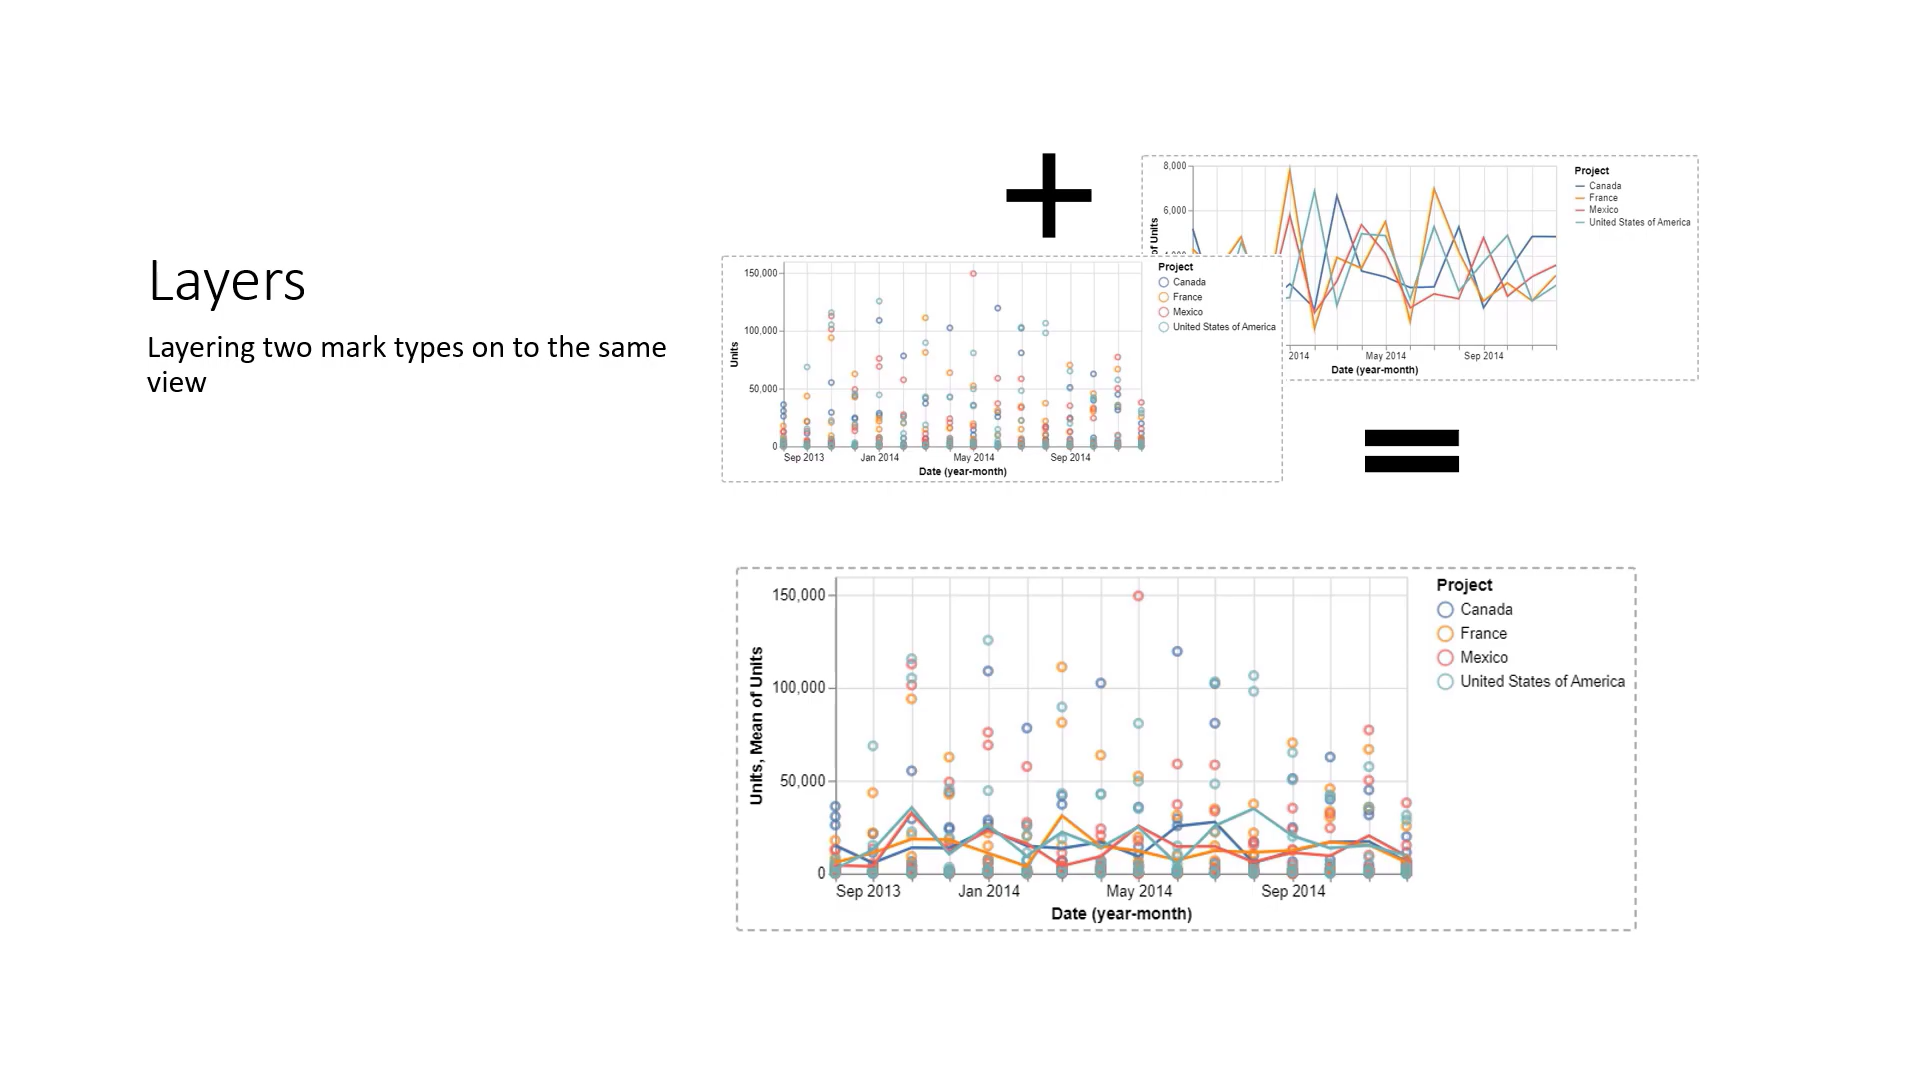 Layers
Layering two mark types on to the same
view
8,000
6,000
of Units
2014
May 2014
Sep 2014
Date (year-month)
Project
Canada
France
Mexico
United States of America
150,000
100,000
50,000
0
Units
Sep 2013
Jan 2014
May 2014
Sep 2014
Date (year-month)
Project
Canada
France
Mexico
United States of America
150,000
100,000
50,000
0
Units, Mean of Units
Sep 2013
Jan 2014
May 2014
Sep 2014
Date (year-month)
Project
Canada
France
Mexico
United States of America